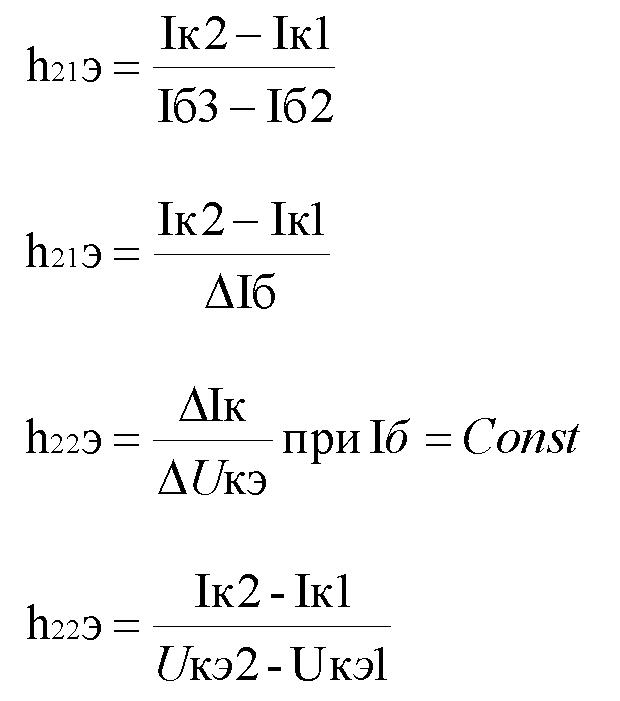 h21Э = (Iк2 – Iк1) / (Iб3 – Iб2)
h21Э = (Iк2 – Iк1) / ΔIб
h22Э = ΔIк / ΔUкэ при Iб = Const
h22Э = (Iк2 - Iк1) / (Uкэ2 - Uкэ1)